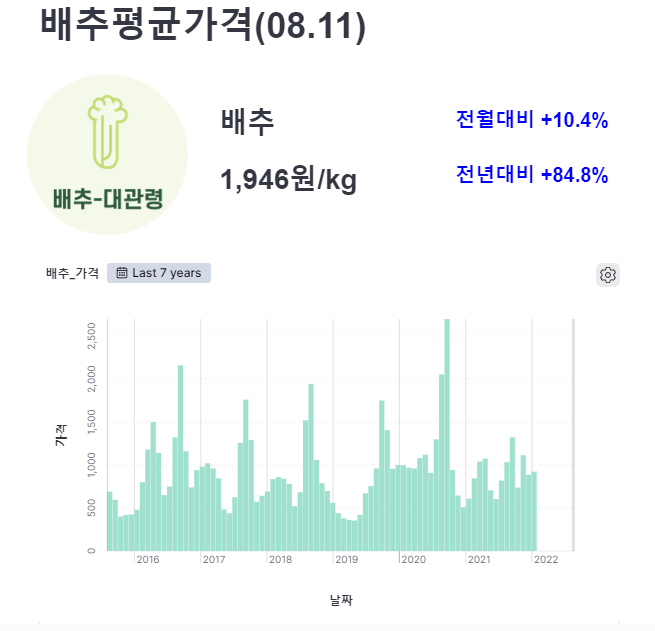 배추평균가격(08.11)
배추
전월대비 +10.4%
1,946원/kg
전년대비 +84.8%
배추-대관령
배추_가격
Last 7 years
2,500
2,000
1,500
1,000
500
0
가격
2016
2017
2018
2019
2020
2021
2022
날짜